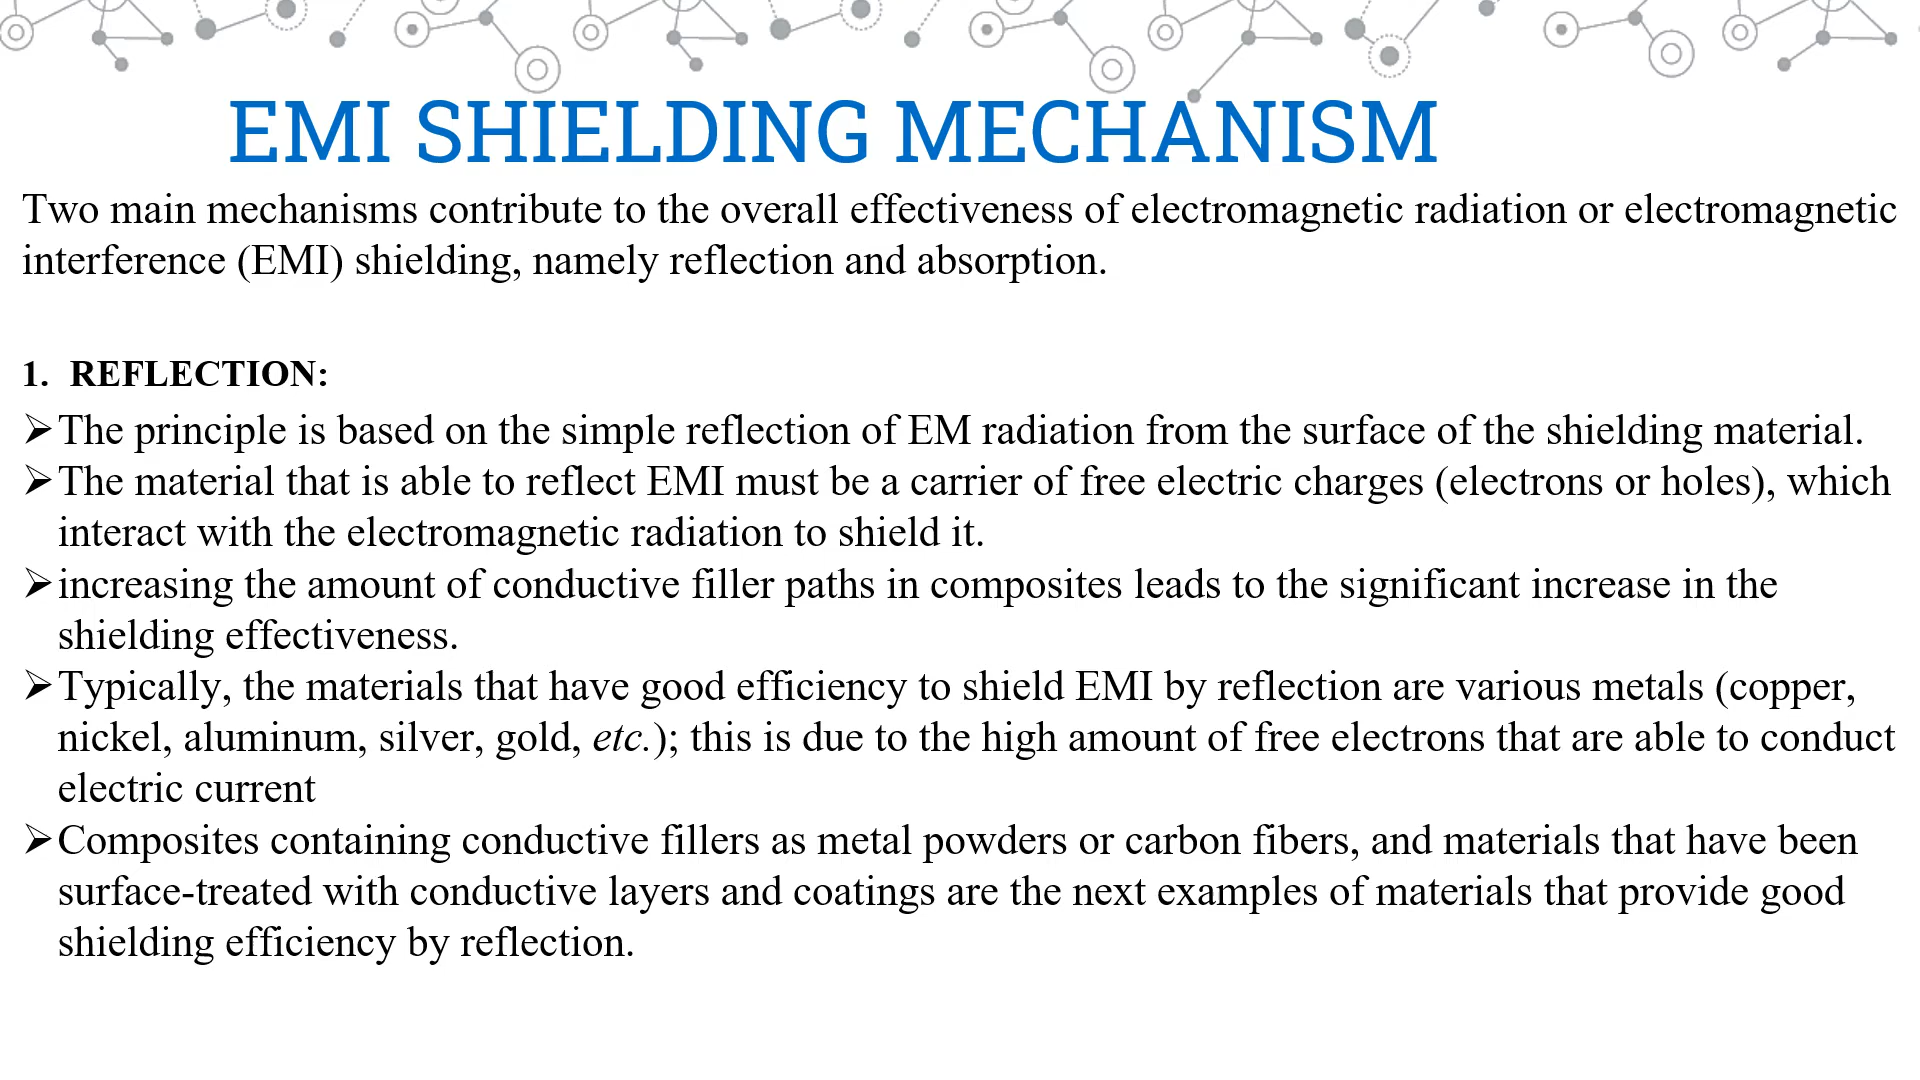 EMI SHIELDING MECHANISM
Two main mechanisms contribute to the overall effectiveness of electromagnetic radiation or electromagnetic
interference (EMI) shielding, namely reflection and absorption.
1. REFLECTION:
➢The principle is based on the simple reflection of EM radiation from the surface of the shielding material.
➢The material that is able to reflect EMI must be a carrier of free electric charges (electrons or holes), which
interact with the electromagnetic radiation to shield it.
➢increasing the amount of conductive filler paths in composites leads to the significant increase in the
shielding effectiveness.
➢Typically, the materials that have good efficiency to shield EMI by reflection are various metals (copper,
nickel, aluminum, silver, gold, etc.); this is due to the high amount of free electrons that are able to conduct
electric current
➢Composites containing conductive fillers as metal powders or carbon fibers, and materials that have been
surface-treated with conductive layers and coatings are the next examples of materials that provide good
shielding efficiency by reflection.